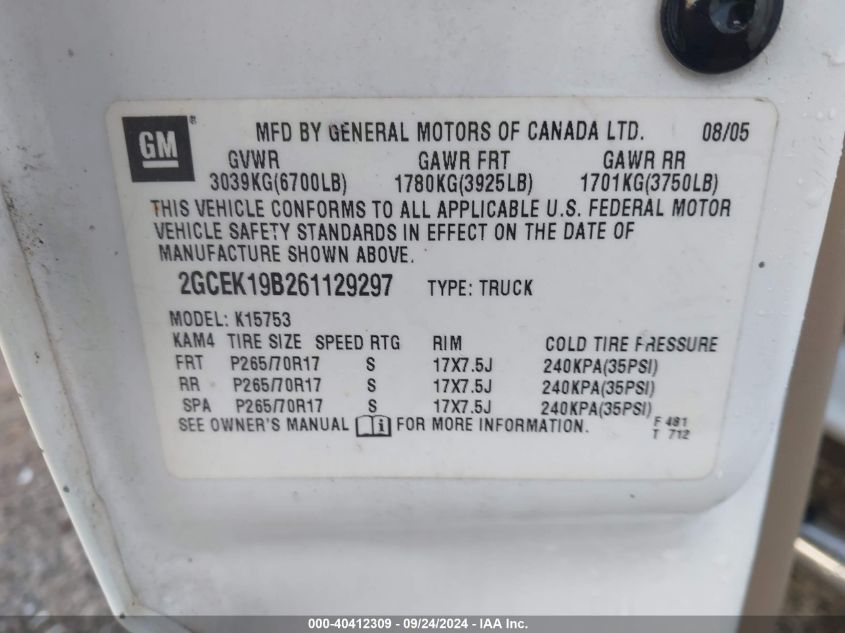 GM ®
MFD BY GENERAL MOTORS OF CANADA LTD. 08/05
GVWR GAWR FRT GAWR RR
3039KG(6700LB) 1780KG(3925LB) 1701KG(3750LB)
THIS VEHICLE CONFORMS TO ALL APPLICABLE U.S. FEDERAL MOTOR
VEHICLE SAFETY STANDARDS IN EFFECT ON THE DATE OF
MANUFACTURE SHOWN ABOVE.
2GCEK19B261129297 TYPE: TRUCK
MODEL: K15753
KAM4 TIRE SIZE SPEED RTG RIM COLD TIRE PRESSURE
FRT P265/70R17 S 17X7.5J 240KPA(35PSI)
RR P265/70R17 S 17X7.5J 240KPA(35PSI)
SPA P265/70R17 S 17X7.5J 240KPA(35PSI)
SEE OWNER'S MANUAL i FOR MORE INFORMATION. F 481
T 712
000-40412309 - 09/24/2024 - IAA Inc.